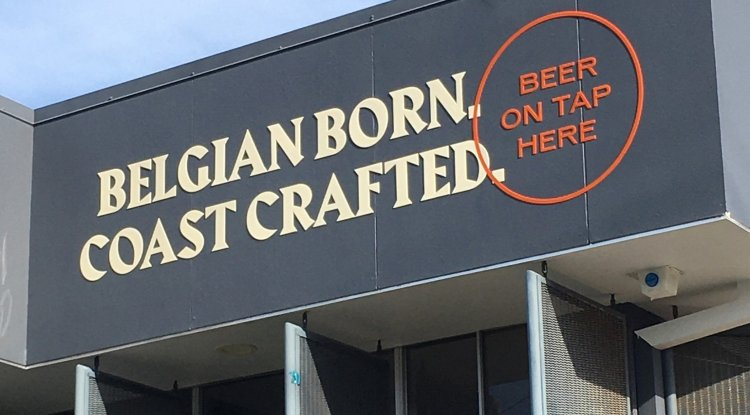 BELGIAN BORN.
COAST CRAFTED.
BEER
ON TAP
HERE